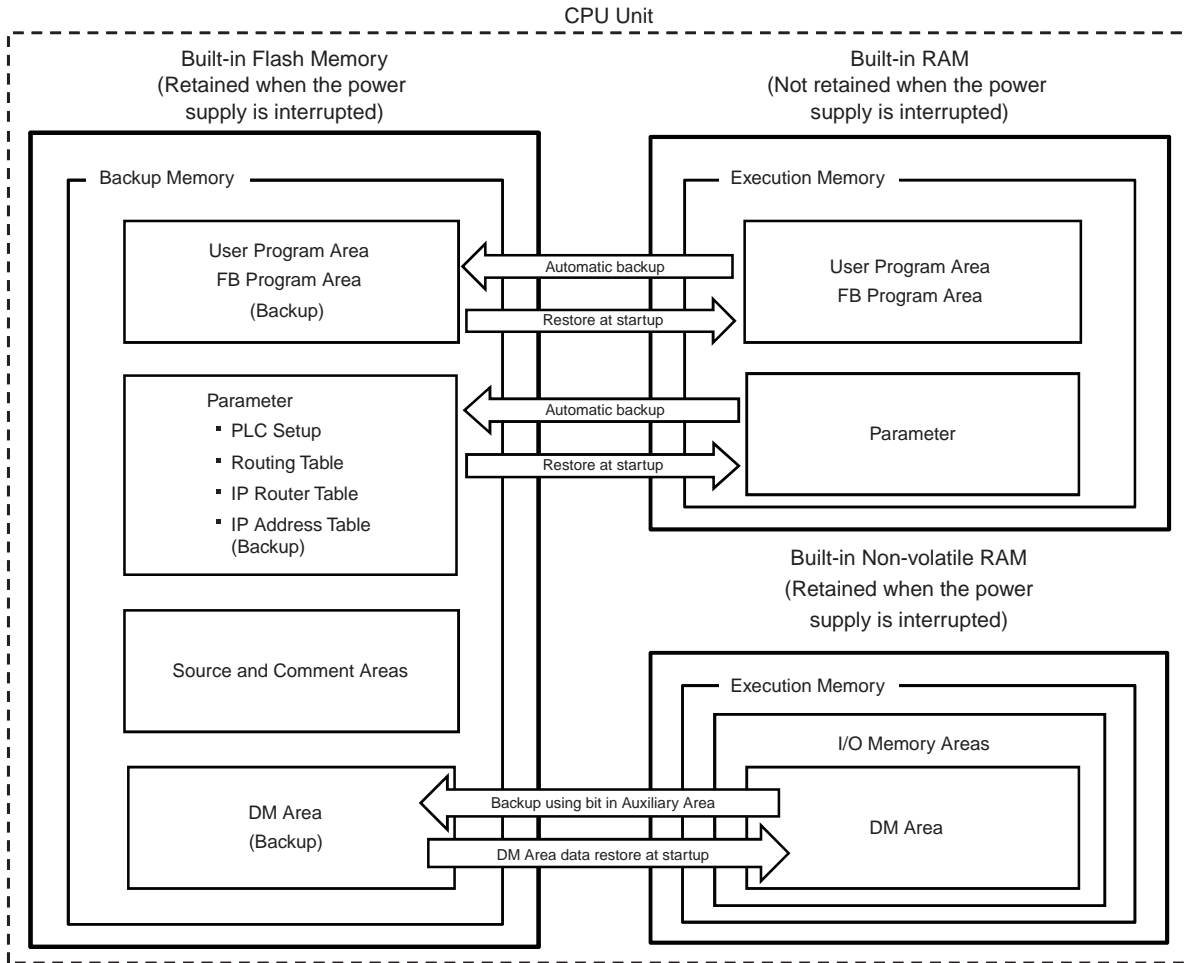 CPU Unit
Built-in Flash Memory
(Retained when the power
supply is interrupted)
Backup Memory
User Program Area
FB Program Area
(Backup)
Parameter
▪ PLC Setup
▪ Routing Table
▪ IP Router Table
▪ IP Address Table
(Backup)
Source and Comment Areas
DM Area
(Backup)
Automatic backup
Restore at startup
Automatic backup
Restore at startup
Backup using bit in Auxiliary Area
DM Area data restore at startup
Built-in RAM
(Not retained when the power
supply is interrupted)
Execution Memory
User Program Area
FB Program Area
Parameter
Built-in Non-volatile RAM
(Retained when the power
supply is interrupted)
Execution Memory
I/O Memory Areas
DM Area